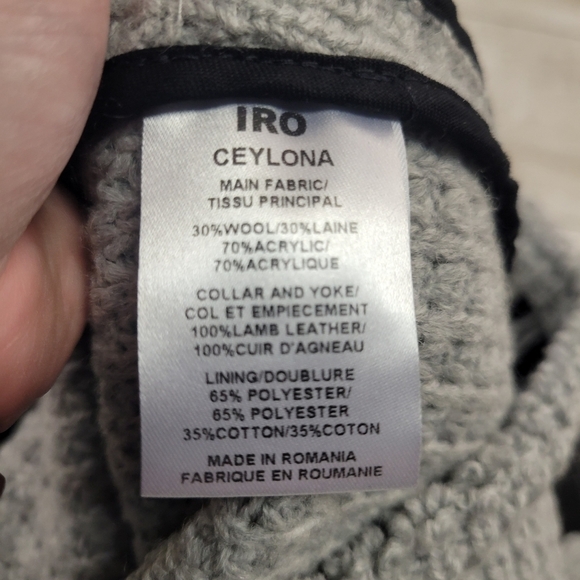 IRO
CEYLONA
MAIN FABRIC/
TISSU PRINCIPAL
30%WOOL/30%LAINE
70%ACRYLIC/
70%ACRYLIQUE
COLLAR AND YOKE/
COL ET EMPIECEMENT
100%LAMB LEATHER/
100%CUIR D'AGNEAU
LINING/DOUBLURE
65% POLYESTER/
65% POLYESTER
35%COTTON/35%COTON
MADE IN ROMANIA
FABRIQUE EN ROUMANIE